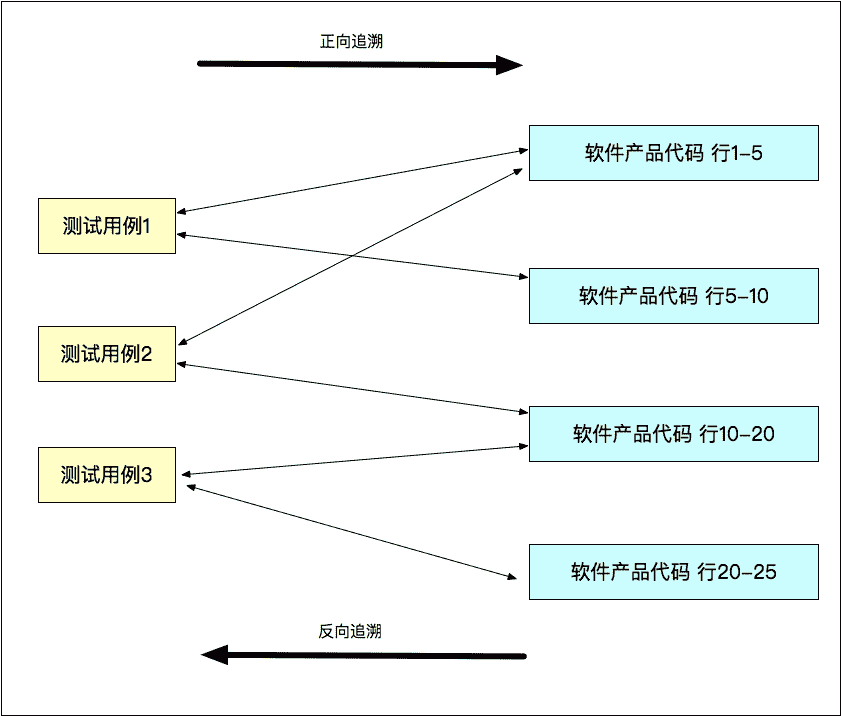 正向追溯
软件产品代码 行1-5
测试用例1
软件产品代码 行5-10
测试用例2
软件产品代码 行10-20
测试用例3
软件产品代码 行20-25
反向追溯